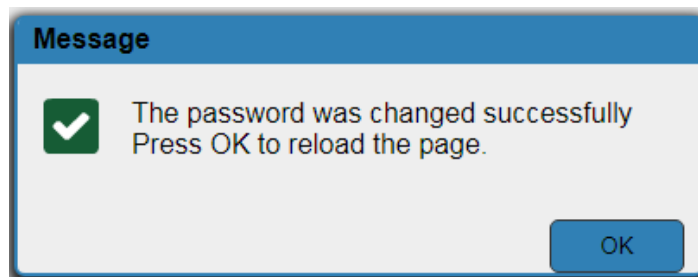 Message
The password was changed successfully
Press OK to reload the page.
OK